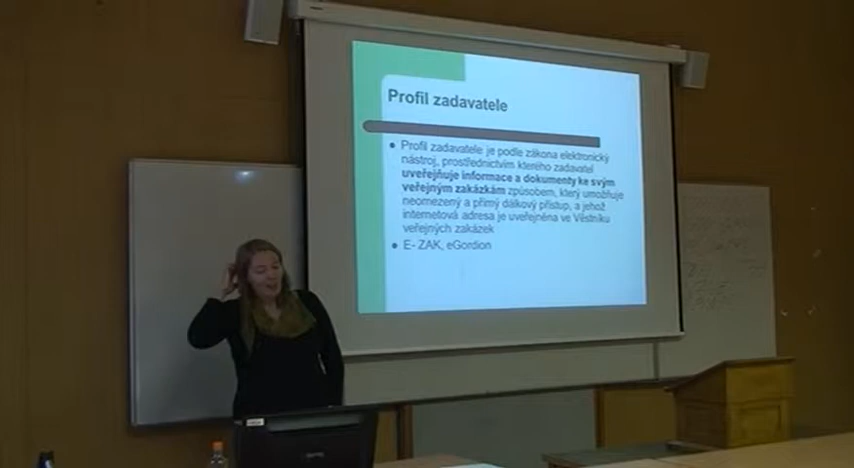 Profil zadavatele
● Profil zadavatele je podle zákona elektronický
nástroj, prostřednictvím kterého zadavatel
uveřejňuje informace a dokumenty ke svým
veřejným zakázkám způsobem, který umožňuje
neomezený a přímý dálkový přístup, a jehož
internetová adresa je uveřejněna ve Věstníku
veřejných zakázek
● E- ZAK, eGordion